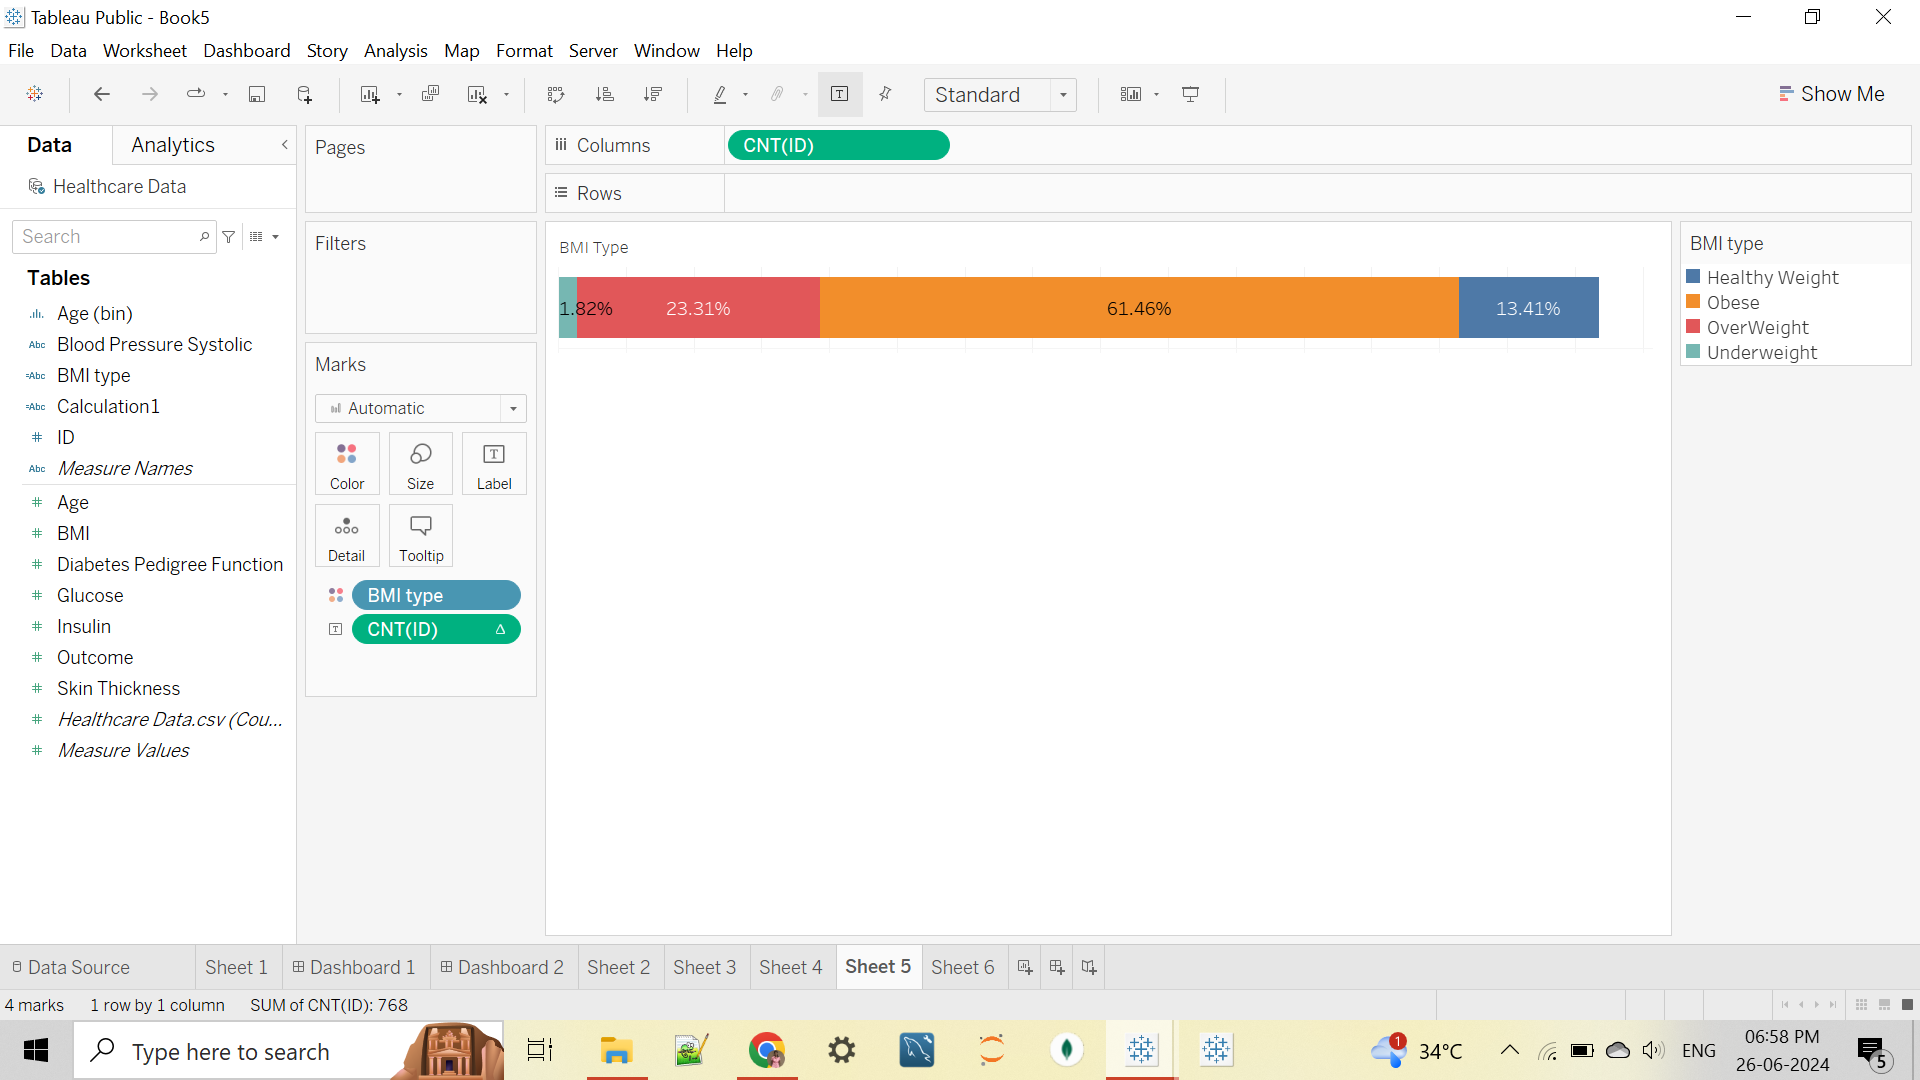 Tableau Public - Book5
File Data Worksheet Dashboard Story Analysis Map Format Server Window Help
Standard
Show Me
Data
Analytics
Healthcare Data
Search
Tables
Age (bin)
Abc Blood Pressure Systolic
=Abc BMI type
=Abc Calculation1
# ID
Abc Measure Names
# Age
# BMI
# Diabetes Pedigree Function
# Glucose
# Insulin
# Outcome
# Skin Thickness
# Healthcare Data.csv (Cou...
# Measure Values
Pages
Filters
Marks
Automatic
Color Size Label
Detail Tooltip
BMI type
CNT(ID) Δ
Columns CNT(ID)
Rows
BMI Type
1.82% 23.31% 61.46% 13.41%
BMI type
Healthy Weight
Obese
OverWeight
Underweight
Data Source Sheet 1 Dashboard 1 Dashboard 2 Sheet 2 Sheet 3 Sheet 4 Sheet 5 Sheet 6
4 marks 1 row by 1 column SUM of CNT(ID): 768
Type here to search
1
34°C
ENG
06:58 PM
26-06-2024
5